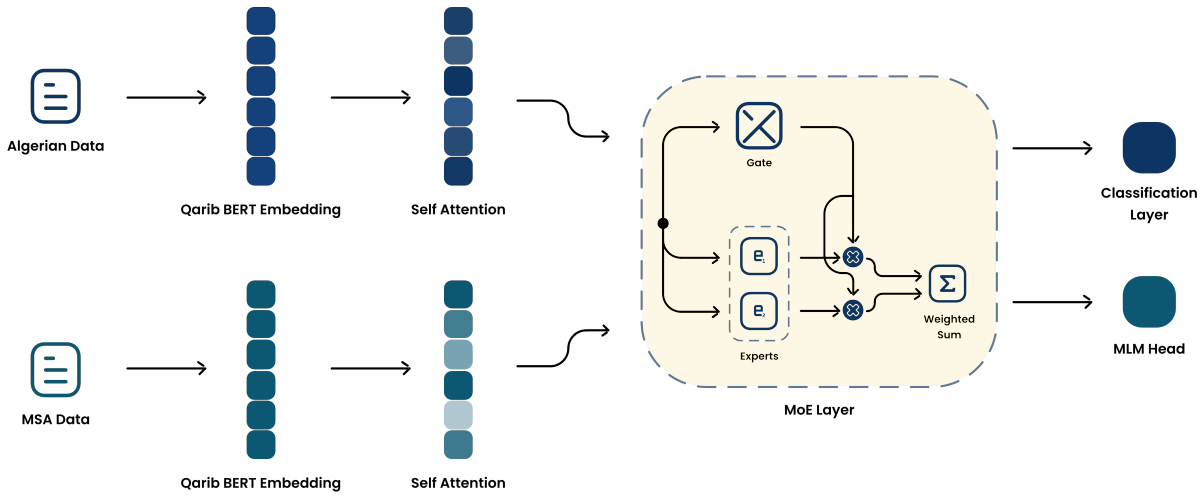 Algerian Data
Qarib BERT Embedding
Self Attention
MSA Data
Qarib BERT Embedding
Self Attention
Gate
e1
e2
Experts
Σ
Weighted
Sum
MoE Layer
Classification
Layer
MLM Head